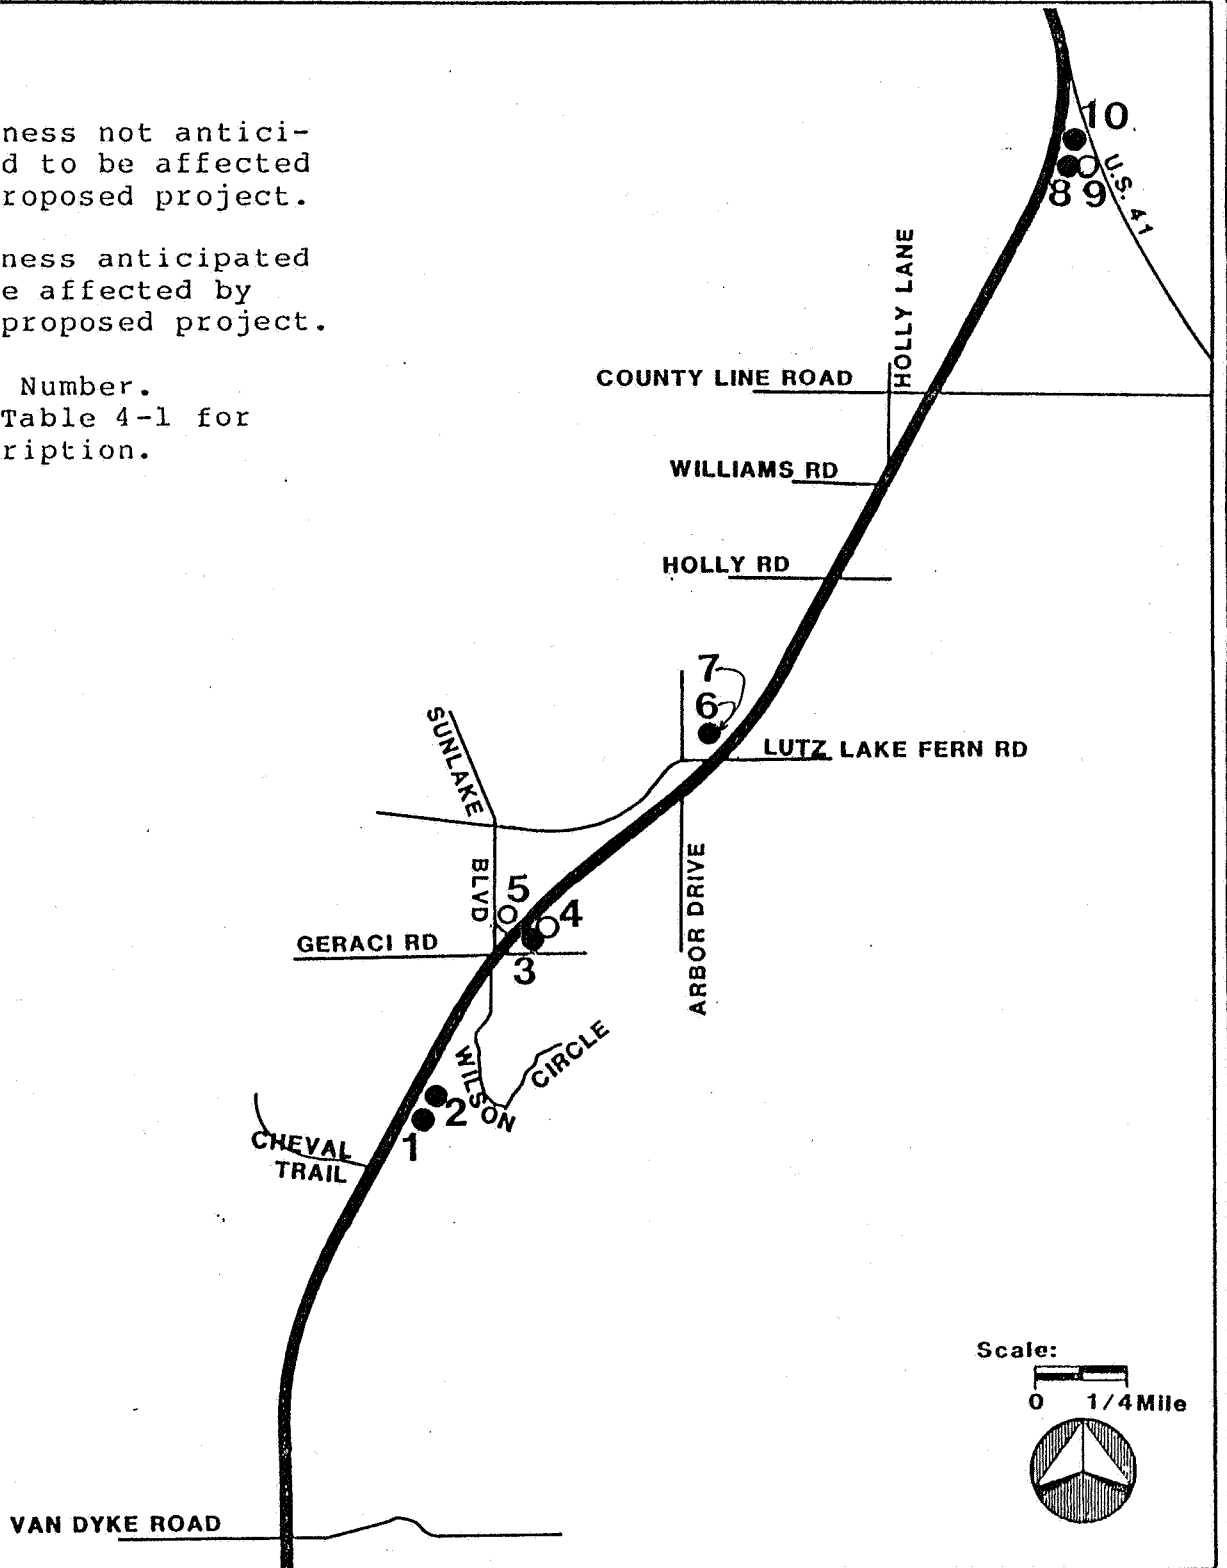 ness not antici-
d to be affected
roposed project.
ness anticipated
e affected by
proposed project.
Number.
Table 4-1 for
ription.
10
8 9
U.S. 41
HOLLY LANE
COUNTY LINE ROAD
WILLIAMS RD
HOLLY RD
7
6
LUTZ LAKE FERN RD
SUNLAKE
BLVD
5
4
3
GERACI RD
ARBOR DRIVE
WILSON
CIRCLE
2
1
CHEVAL
TRAIL
Scale:
0 1/4 Mile
VAN DYKE ROAD